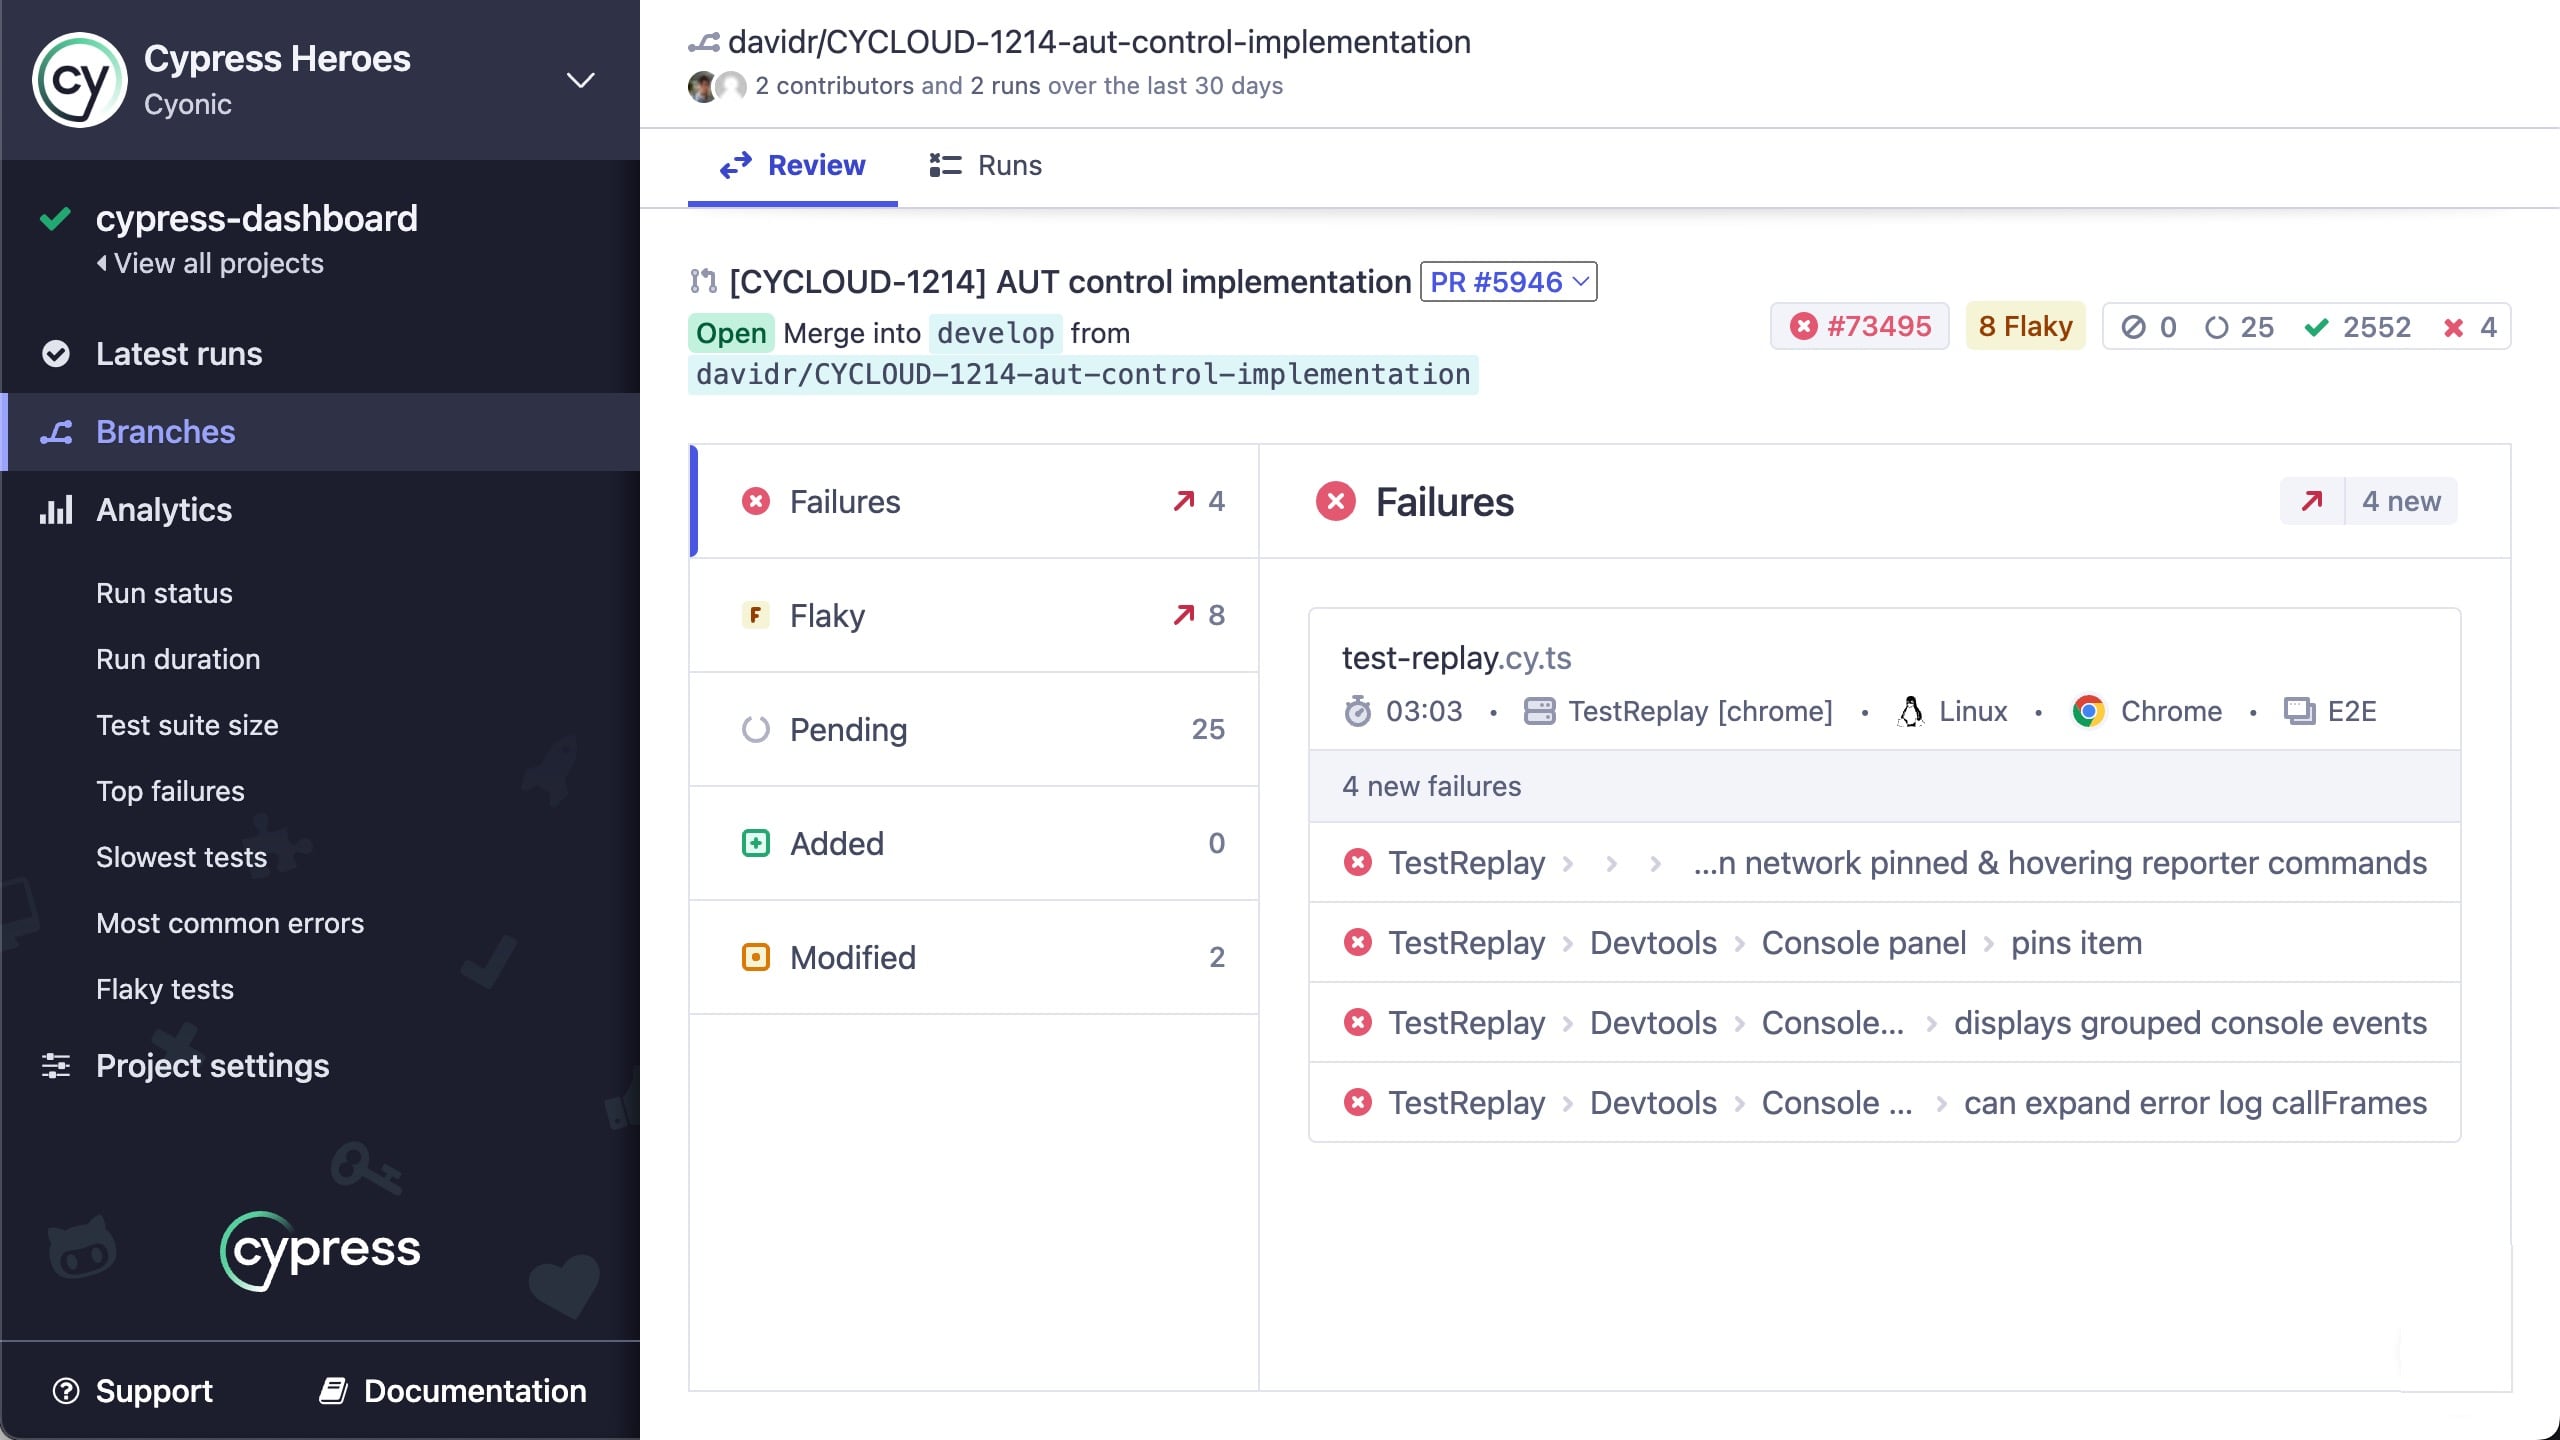 cy
Cypress Heroes
Cyonic
cypress-dashboard
View all projects
Latest runs
Branches
Analytics
Run status
Run duration
Test suite size
Top failures
Slowest tests
Most common errors
Flaky tests
Project settings
cypress
Support
Documentation
davidr/CYCLOUD-1214-aut-control-implementation
2 contributors and 2 runs over the last 30 days
Review
Runs
[CYCLOUD-1214] AUT control implementation PR #5946
Open Merge into develop from
davidr/CYCLOUD-1214-aut-control-implementation
#73495
8 Flaky
0 25 2552 4
Failures 4
F Flaky 8
Pending 25
Added 0
Modified 2
Failures
4 new
test-replay.cy.ts
03:03 • TestReplay [chrome] • Linux • Chrome • E2E
4 new failures
TestReplay › › › ...n network pinned & hovering reporter commands
TestReplay › Devtools › Console panel › pins item
TestReplay › Devtools › Console... › displays grouped console events
TestReplay › Devtools › Console ... › can expand error log callFrames